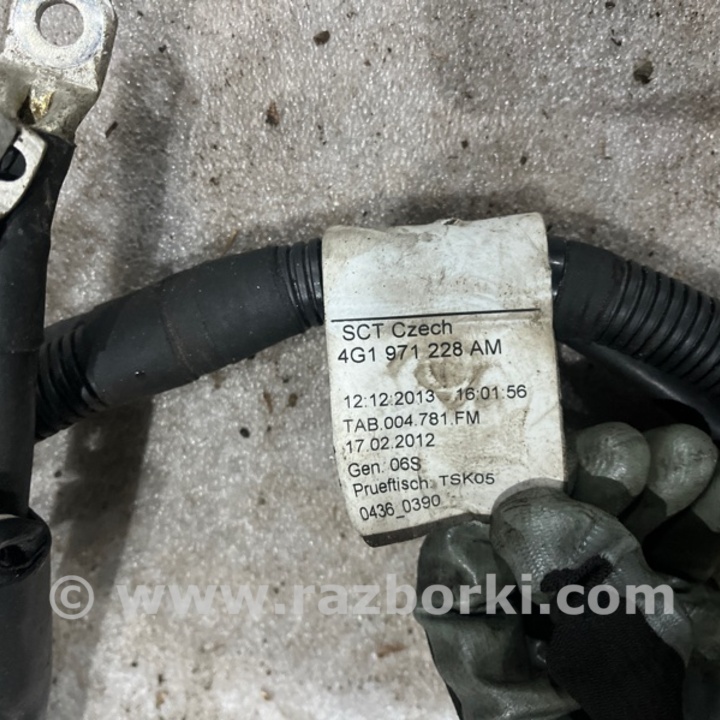 SCT Czech
4G1 971 228 AM
12.12.2013 16:01:56
TAB.004.781.FM
17.02.2012
Gen. 06S
Prueftisch: TSK05
0436_0390
© www.razborki.com